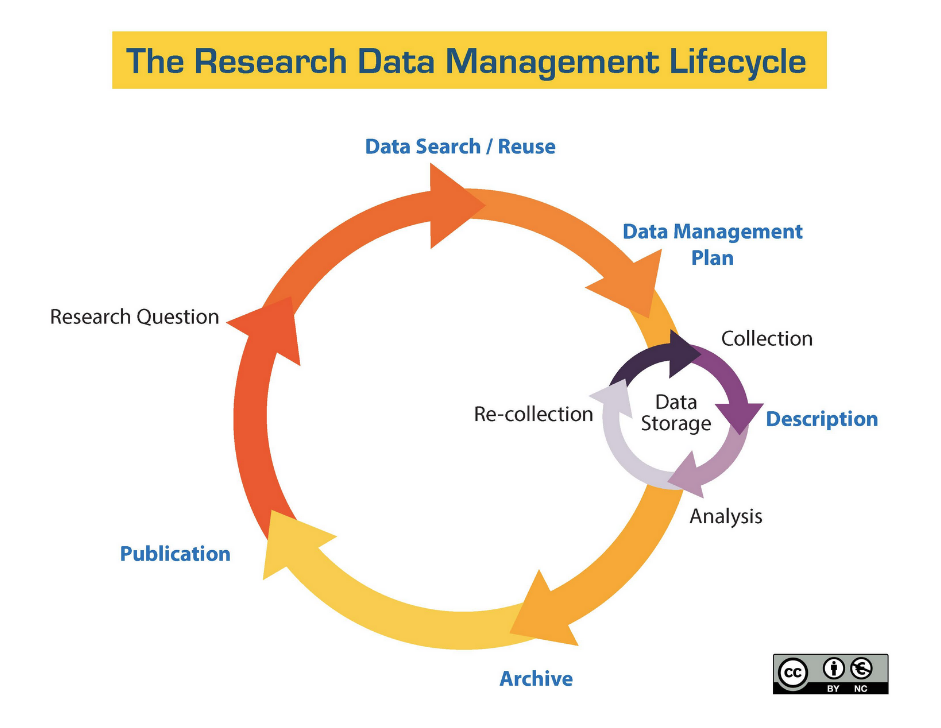 The Research Data Management Lifecycle
Data Search / Reuse
Data Management
Plan
Research Question
Collection
Data
Storage
Re-collection
Description
Analysis
Publication
Archive
cc
BY NC